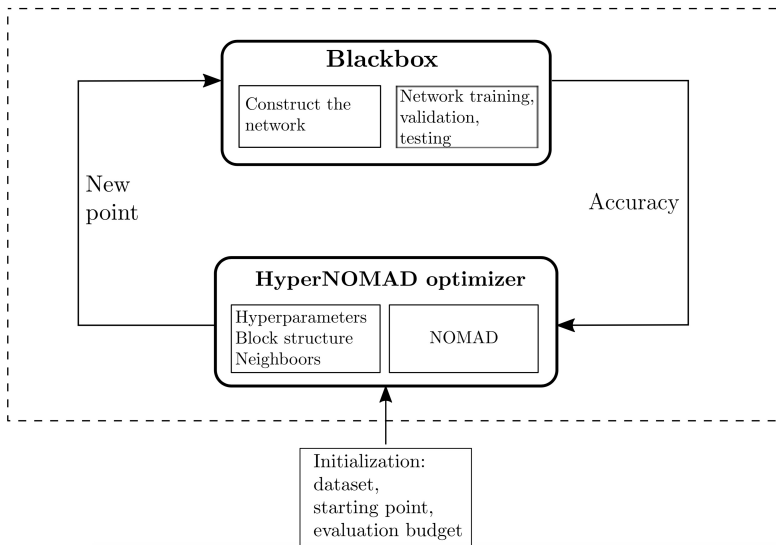 Blackbox
Construct the
network
Network training,
validation,
testing
New
point
Accuracy
HyperNOMAD optimizer
Hyperparameters
Block structure
Neighboors
NOMAD
Initialization:
dataset,
starting point,
evaluation budget